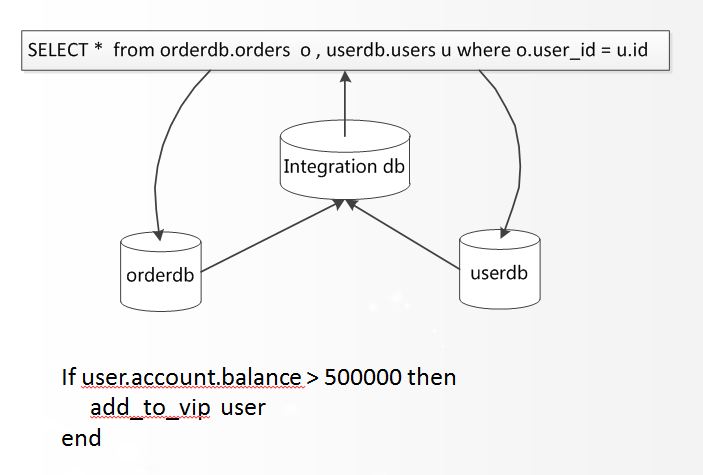 SELECT * from orderdb.orders o , userdb.users u where o.user_id = u.id
Integration db
orderdb
userdb
If user.account.balance > 500000 then
add_to_vip user
end